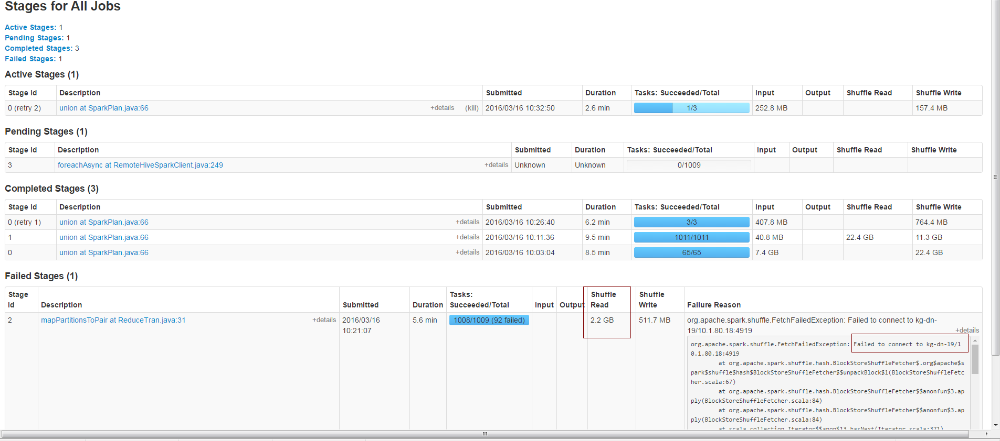 Stages for All Jobs
Active Stages: 1
Pending Stages: 1
Completed Stages: 3
Failed Stages: 1
Active Stages (1)
Stage Id Description Submitted Duration Tasks: Succeeded/Total Input Output Shuffle Read Shuffle Write
0 (retry 2) union at SparkPlan.java:66 +details (kill) 2016/03/16 10:32:50 2.6 min 1/3 252.8 MB 157.4 MB
Pending Stages (1)
Stage Id Description Submitted Duration Tasks: Succeeded/Total Input Output Shuffle Read Shuffle Write
3 foreachAsync at RemoteHiveSparkClient.java:249 +details Unknown Unknown 0/1009
Completed Stages (3)
Stage Id Description Submitted Duration Tasks: Succeeded/Total Input Output Shuffle Read Shuffle Write
0 (retry 1) union at SparkPlan.java:66 +details 2016/03/16 10:26:40 6.2 min 3/3 407.8 MB 764.4 MB
1 union at SparkPlan.java:66 +details 2016/03/16 10:11:36 9.5 min 1011/1011 40.8 MB 22.4 GB 11.3 GB
0 union at SparkPlan.java:66 +details 2016/03/16 10:03:04 8.5 min 65/65 7.4 GB 22.4 GB
Failed Stages (1)
Stage Tasks: Shuffle Shuffle
Id Description Submitted Duration Succeeded/Total Input Output Read Write Failure Reason
2 mapPartitionsToPair at ReduceTran.java:31 +details 2016/03/16 5.6 min 1008/1009 (92 failed) 2.2 GB 511.7 MB org.apache.spark.shuffle.FetchFailedException: Failed to connect to kg-dn-
10:21:07 19/10.1.80.18:4919 +details
org.apache.spark.shuffle.FetchFailedException: Failed to connect to kg-dn-19/1
0.1.80.18:4919
at org.apache.spark.shuffle.hash.BlockStoreShuffleFetcher$.org$apache$s
park$shuffle$hash$BlockStoreShuffleFetcher$$unpackBlock$1(BlockStoreShuffleFetc
her.scala:67)
at org.apache.spark.shuffle.hash.BlockStoreShuffleFetcher$$anonfun$3.ap
ply(BlockStoreShuffleFetcher.scala:84)
at org.apache.spark.shuffle.hash.BlockStoreShuffleFetcher$$anonfun$3.ap
ply(BlockStoreShuffleFetcher.scala:84)
at scala.collection.Iterator$$anon$13.hasNext(Iterator.scala:371)